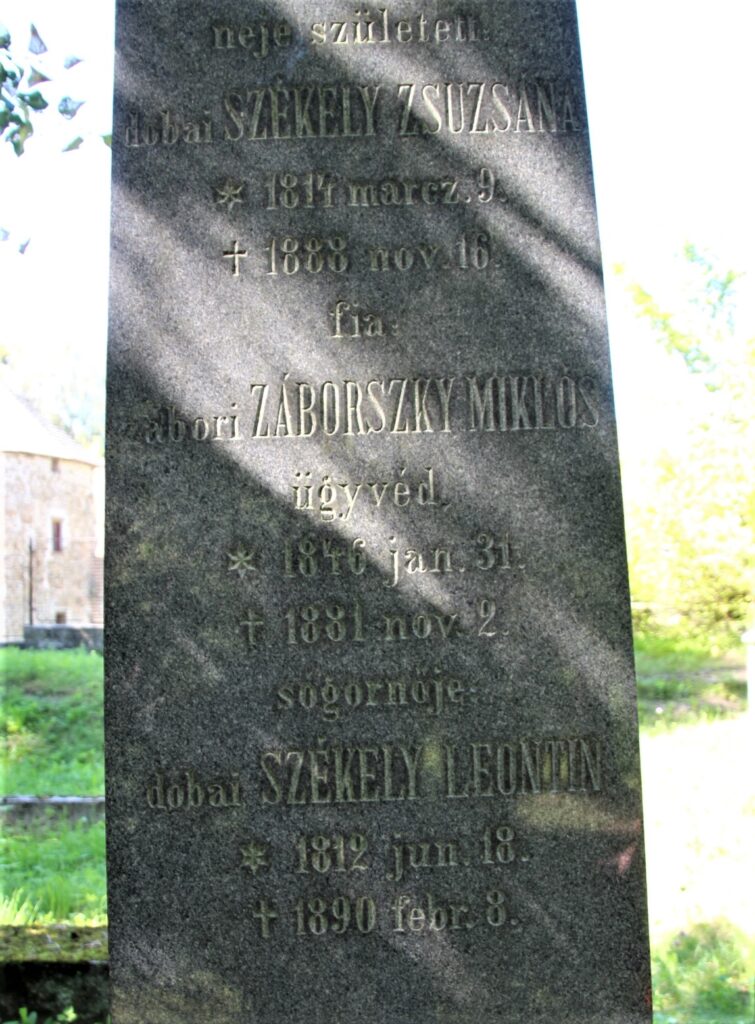 neje született:
dobai SZÉKELY ZSUZSÁNA
* 1814 marcz. 9.
† 1888 nov. 16.
fia:
zábori ZÁBORSZKY MIKLÓS
ügyvéd.
* 1846 jan. 31.
† 1881 nov. 2.
sógornője:
dobai SZÉKELY LEONTIN
* 1812 jun. 18.
† 1890 febr. 8.